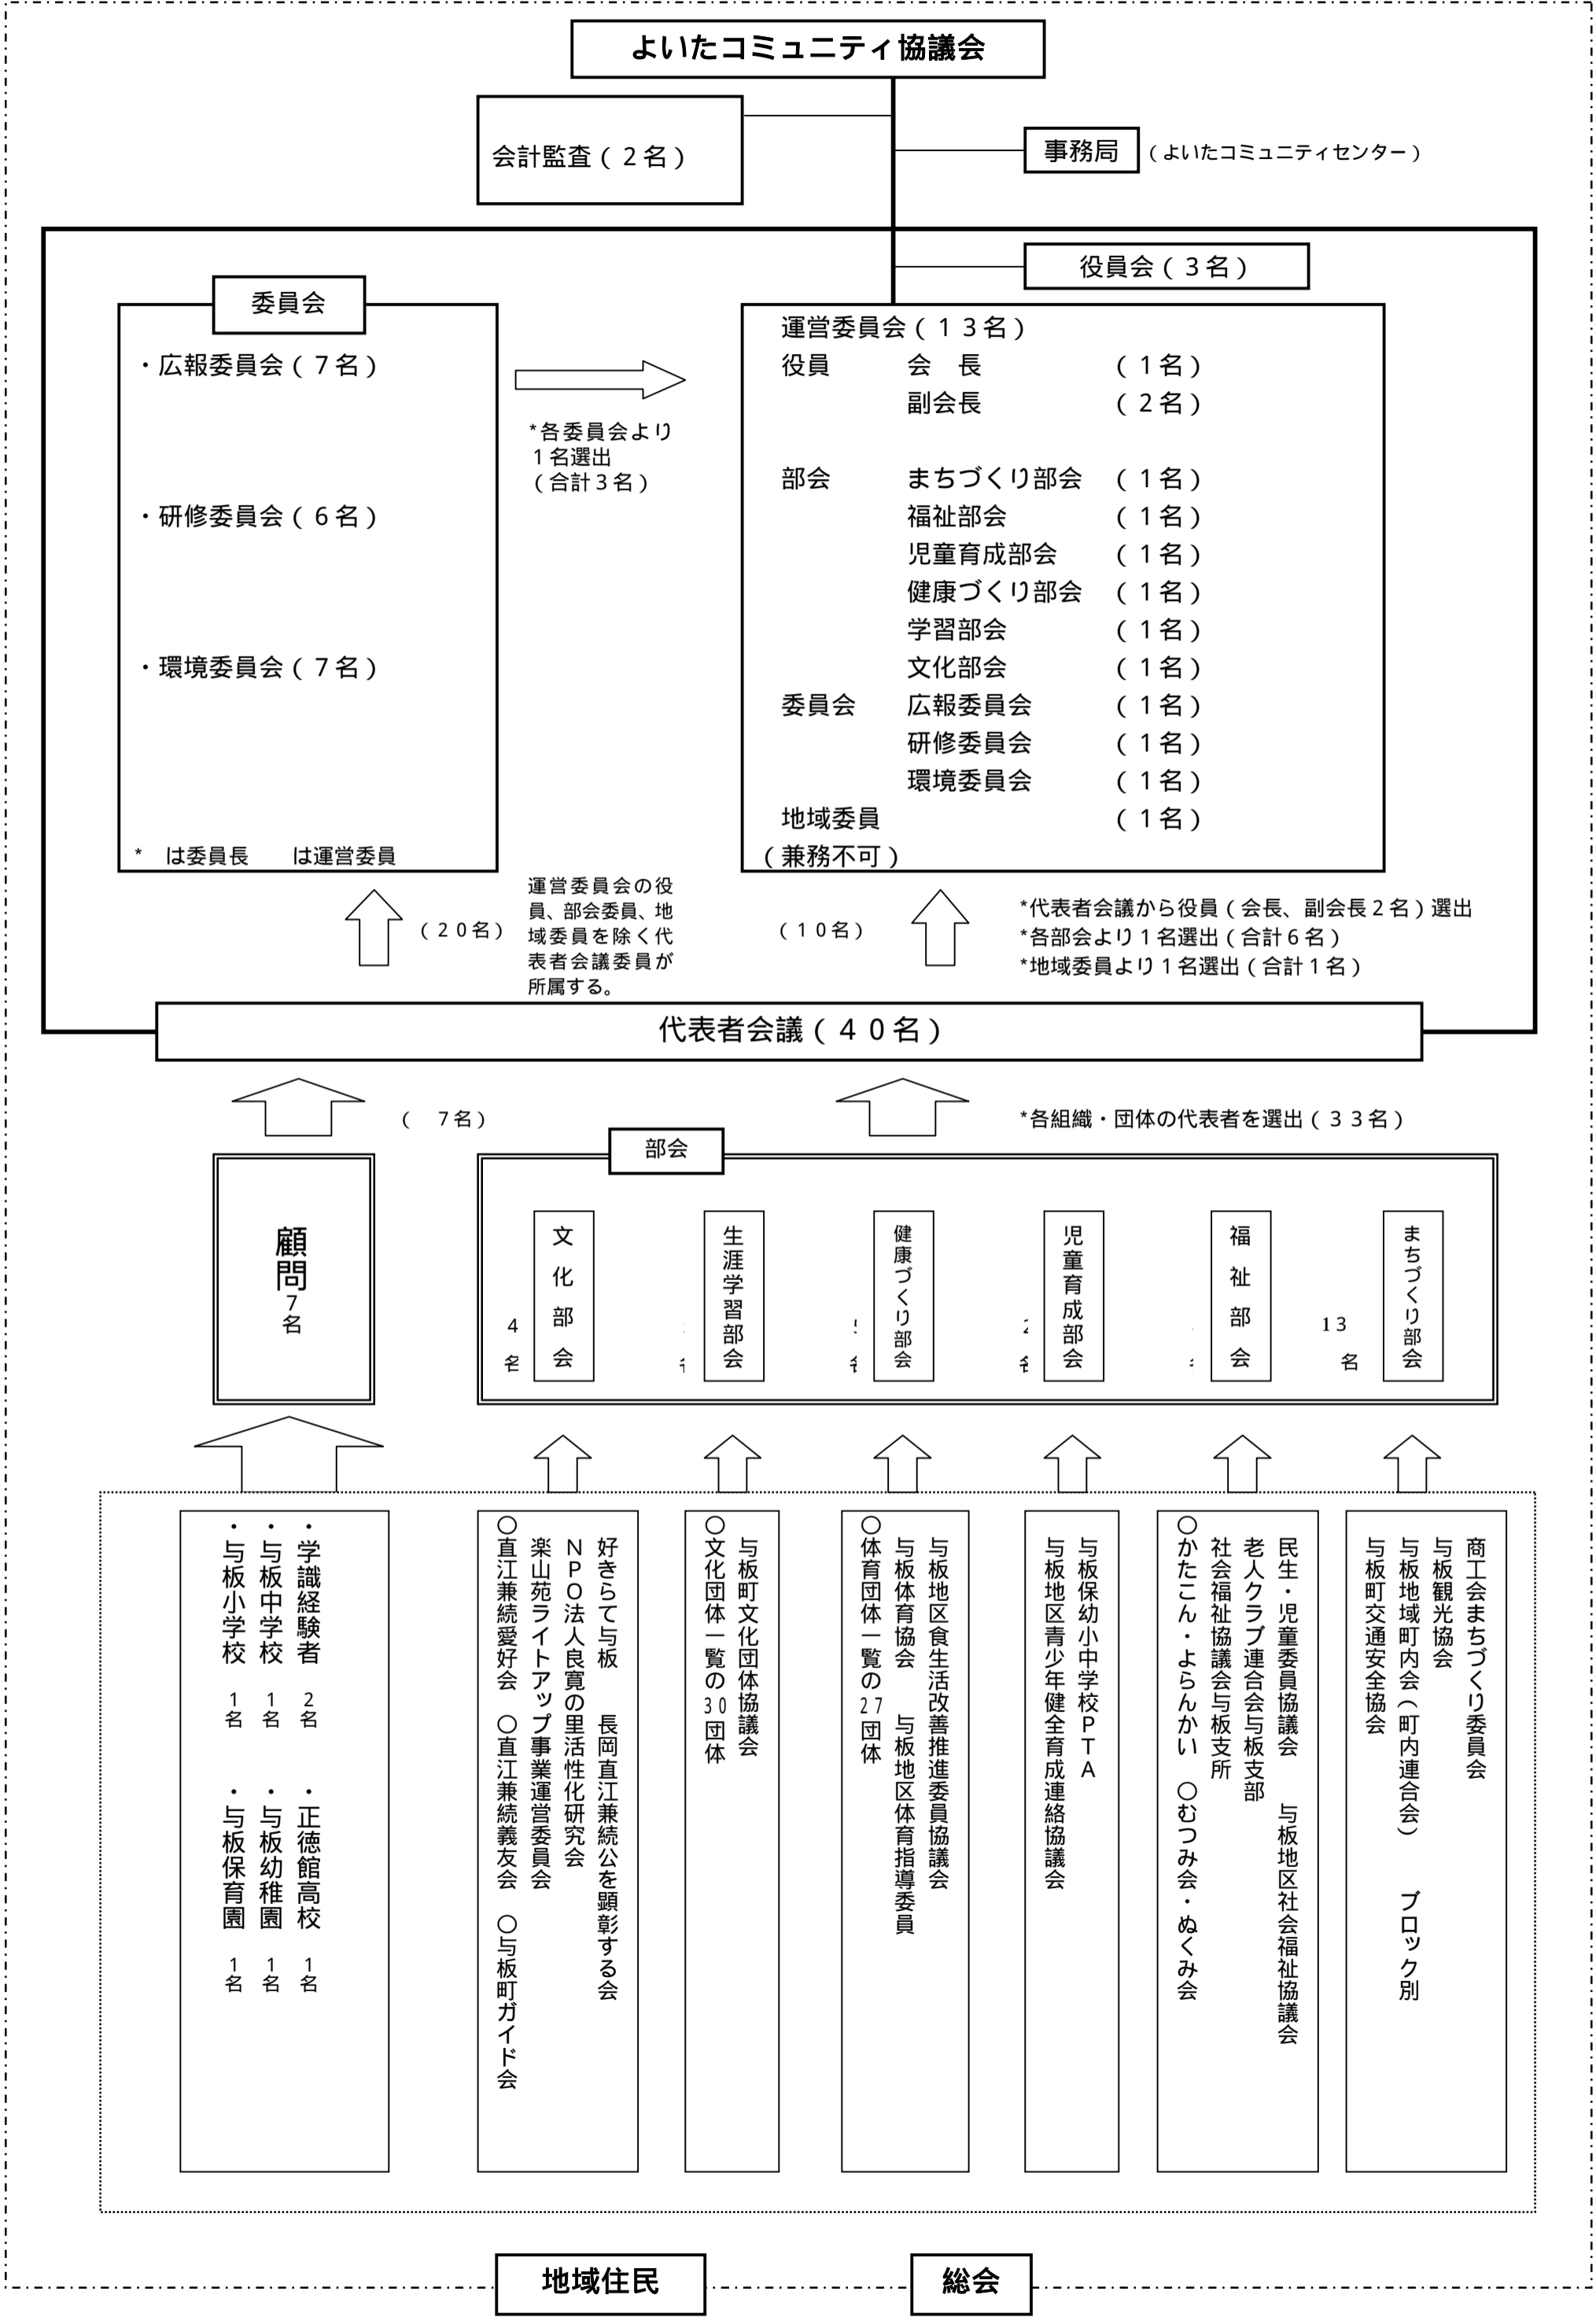 よいたコミュニティ協議会
会計監査（２名）
事務局
（よいたコミュニティセンター）
役員会（３名）
委員会
・広報委員会（７名）
・研修委員会（６名）
・環境委員会（７名）
*　は委員長　　は運営委員
*各委員会より
１名選出
（合計３名）
運営委員会（１３名）
役員　会　長　（１名）
副会長　（２名）
部会　まちづくり部会　（１名）
福祉部会　（１名）
児童育成部会　（１名）
健康づくり部会　（１名）
学習部会　（１名）
文化部会　（１名）
委員会　広報委員会　（１名）
研修委員会　（１名）
環境委員会　（１名）
地域委員　（１名）
（兼務不可）
（２０名）
運営委員会の役
員、部会委員、地
域委員を除く代
表者会議委員が
所属する。
（１０名）
*代表者会議から役員（会長、副会長２名）選出
*各部会より１名選出（合計６名）
*地域委員より１名選出（合計１名）
代表者会議（４０名）
（　７名）
*各組織・団体の代表者を選出（３３名）
顧問
７名
部会
まちづくり部会
13名
福祉部会
児童育成部会
健康づくり部会
生涯学習部会
文化部会
4名
商工会まちづくり委員会
与板観光協会
与板地域町内会（町内連合会）　ブロック別
与板町交通安全協会
民生・児童委員協議会　与板地区社会福祉協議会
老人クラブ連合会与板支部
社会福祉協議会与板支所
〇かたこん・よらんかい　〇むつみ会・ぬくみ会
与板保幼小中学校ＰＴＡ
与板地区青少年健全育成連絡協議会
与板地区食生活改善推進委員協議会
与板体育協会　与板地区体育指導委員
〇体育団体一覧の２７団体
与板町文化団体協議会
〇文化団体一覧の３０団体
好きらて与板　長岡直江兼続公を顕彰する会
ＮＰＯ法人良寛の里活性化研究会
楽山苑ライトアップ事業運営委員会
〇直江兼続愛好会　〇直江兼続義友会　〇与板町ガイド会
・学識経験者　２名　・正徳館高校　１名
・与板中学校　１名　・与板幼稚園　１名
・与板小学校　１名　・与板保育園　１名
地域住民
総会